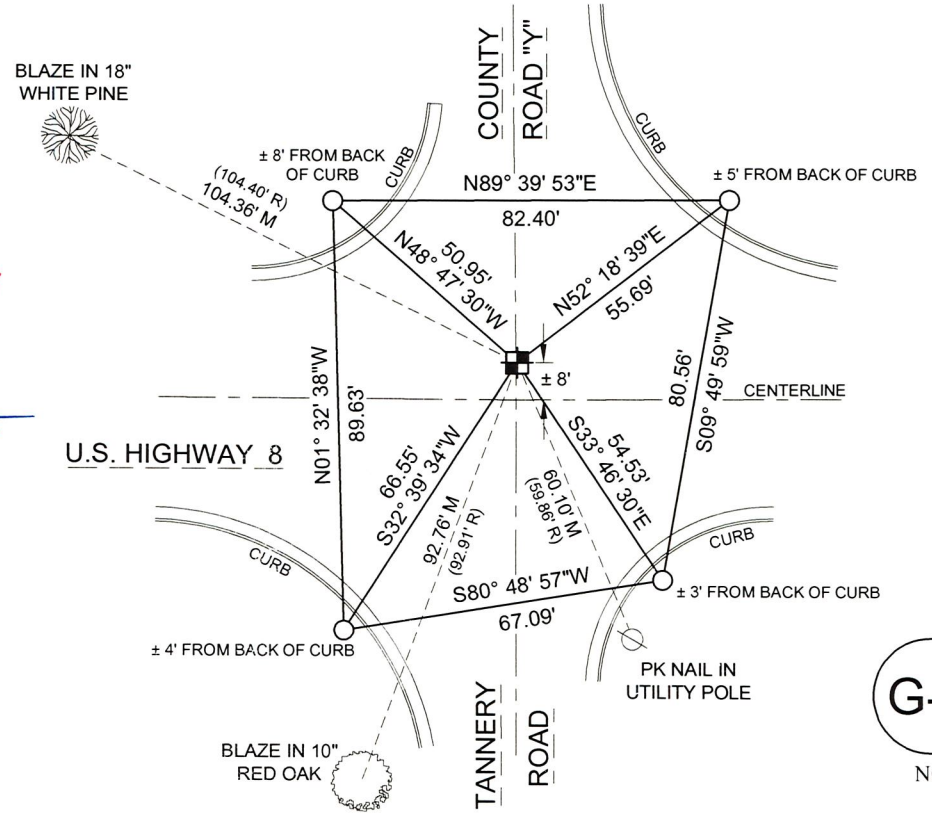 BLAZE IN 18"
WHITE PINE
COUNTY
ROAD "Y"
CURB
± 8' FROM BACK
OF CURB
CURB
± 5' FROM BACK OF CURB
(104.40' R)
104.36' M
N89° 39' 53"E
82.40'
50.95'
N48° 47' 30"W
N52° 18' 39"E
55.69'
± 8'
CENTERLINE
N01° 32' 38"W
89.63'
80.56'
S09° 49' 59"W
U.S. HIGHWAY 8
66.55'
S32° 39' 34"W
54.53'
S33° 46' 30"E
92.76' M
(92.91' R)
60.10' M
(59.86' R)
CURB
CURB
S80° 48' 57"W
67.09'
± 3' FROM BACK OF CURB
± 4' FROM BACK OF CURB
PK NAIL IN
UTILITY POLE
G-
TANNERY
ROAD
BLAZE IN 10"
RED OAK